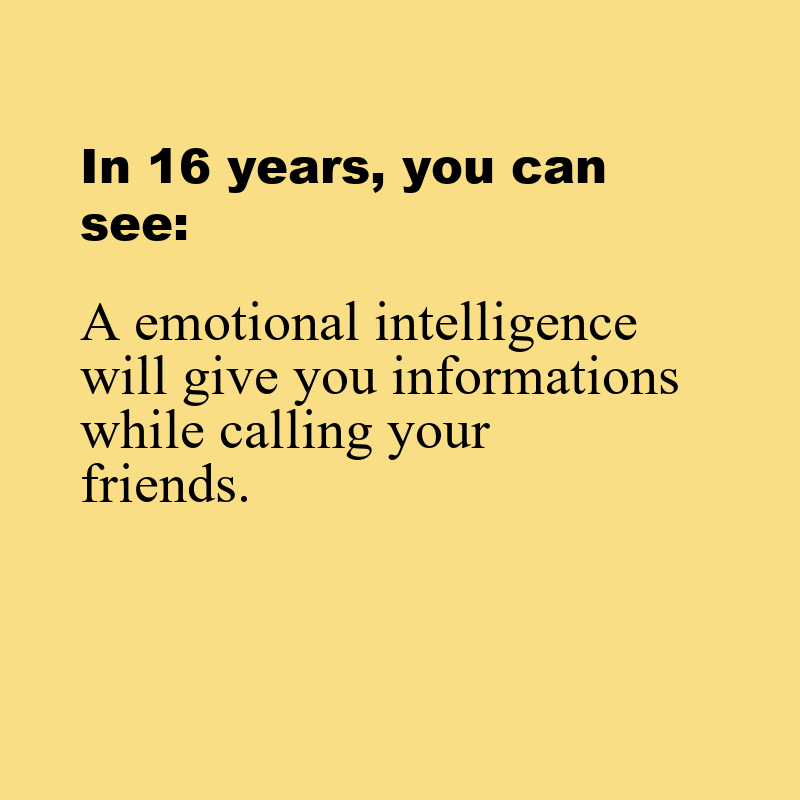 In 16 years, you can
see:
A emotional intelligence
will give you informations
while calling your
friends.